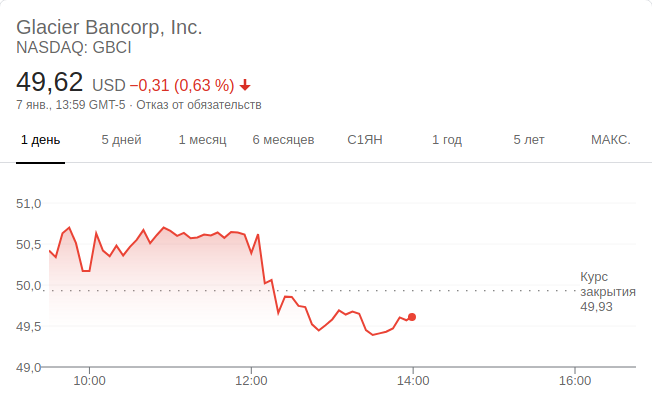 Glacier Bancorp, Inc.
NASDAQ: GBCI
49,62 USD −0,31 (0,63 %)
7 янв., 13:59 GMT-5 · Отказ от обязательств
1 день 5 дней 1 месяц 6 месяцев С1ЯН 1 год 5 лет МАКС.
51,0
50,5
50,0
49,5
49,0
Курс
закрытия
49,93
10:00 12:00 14:00 16:00